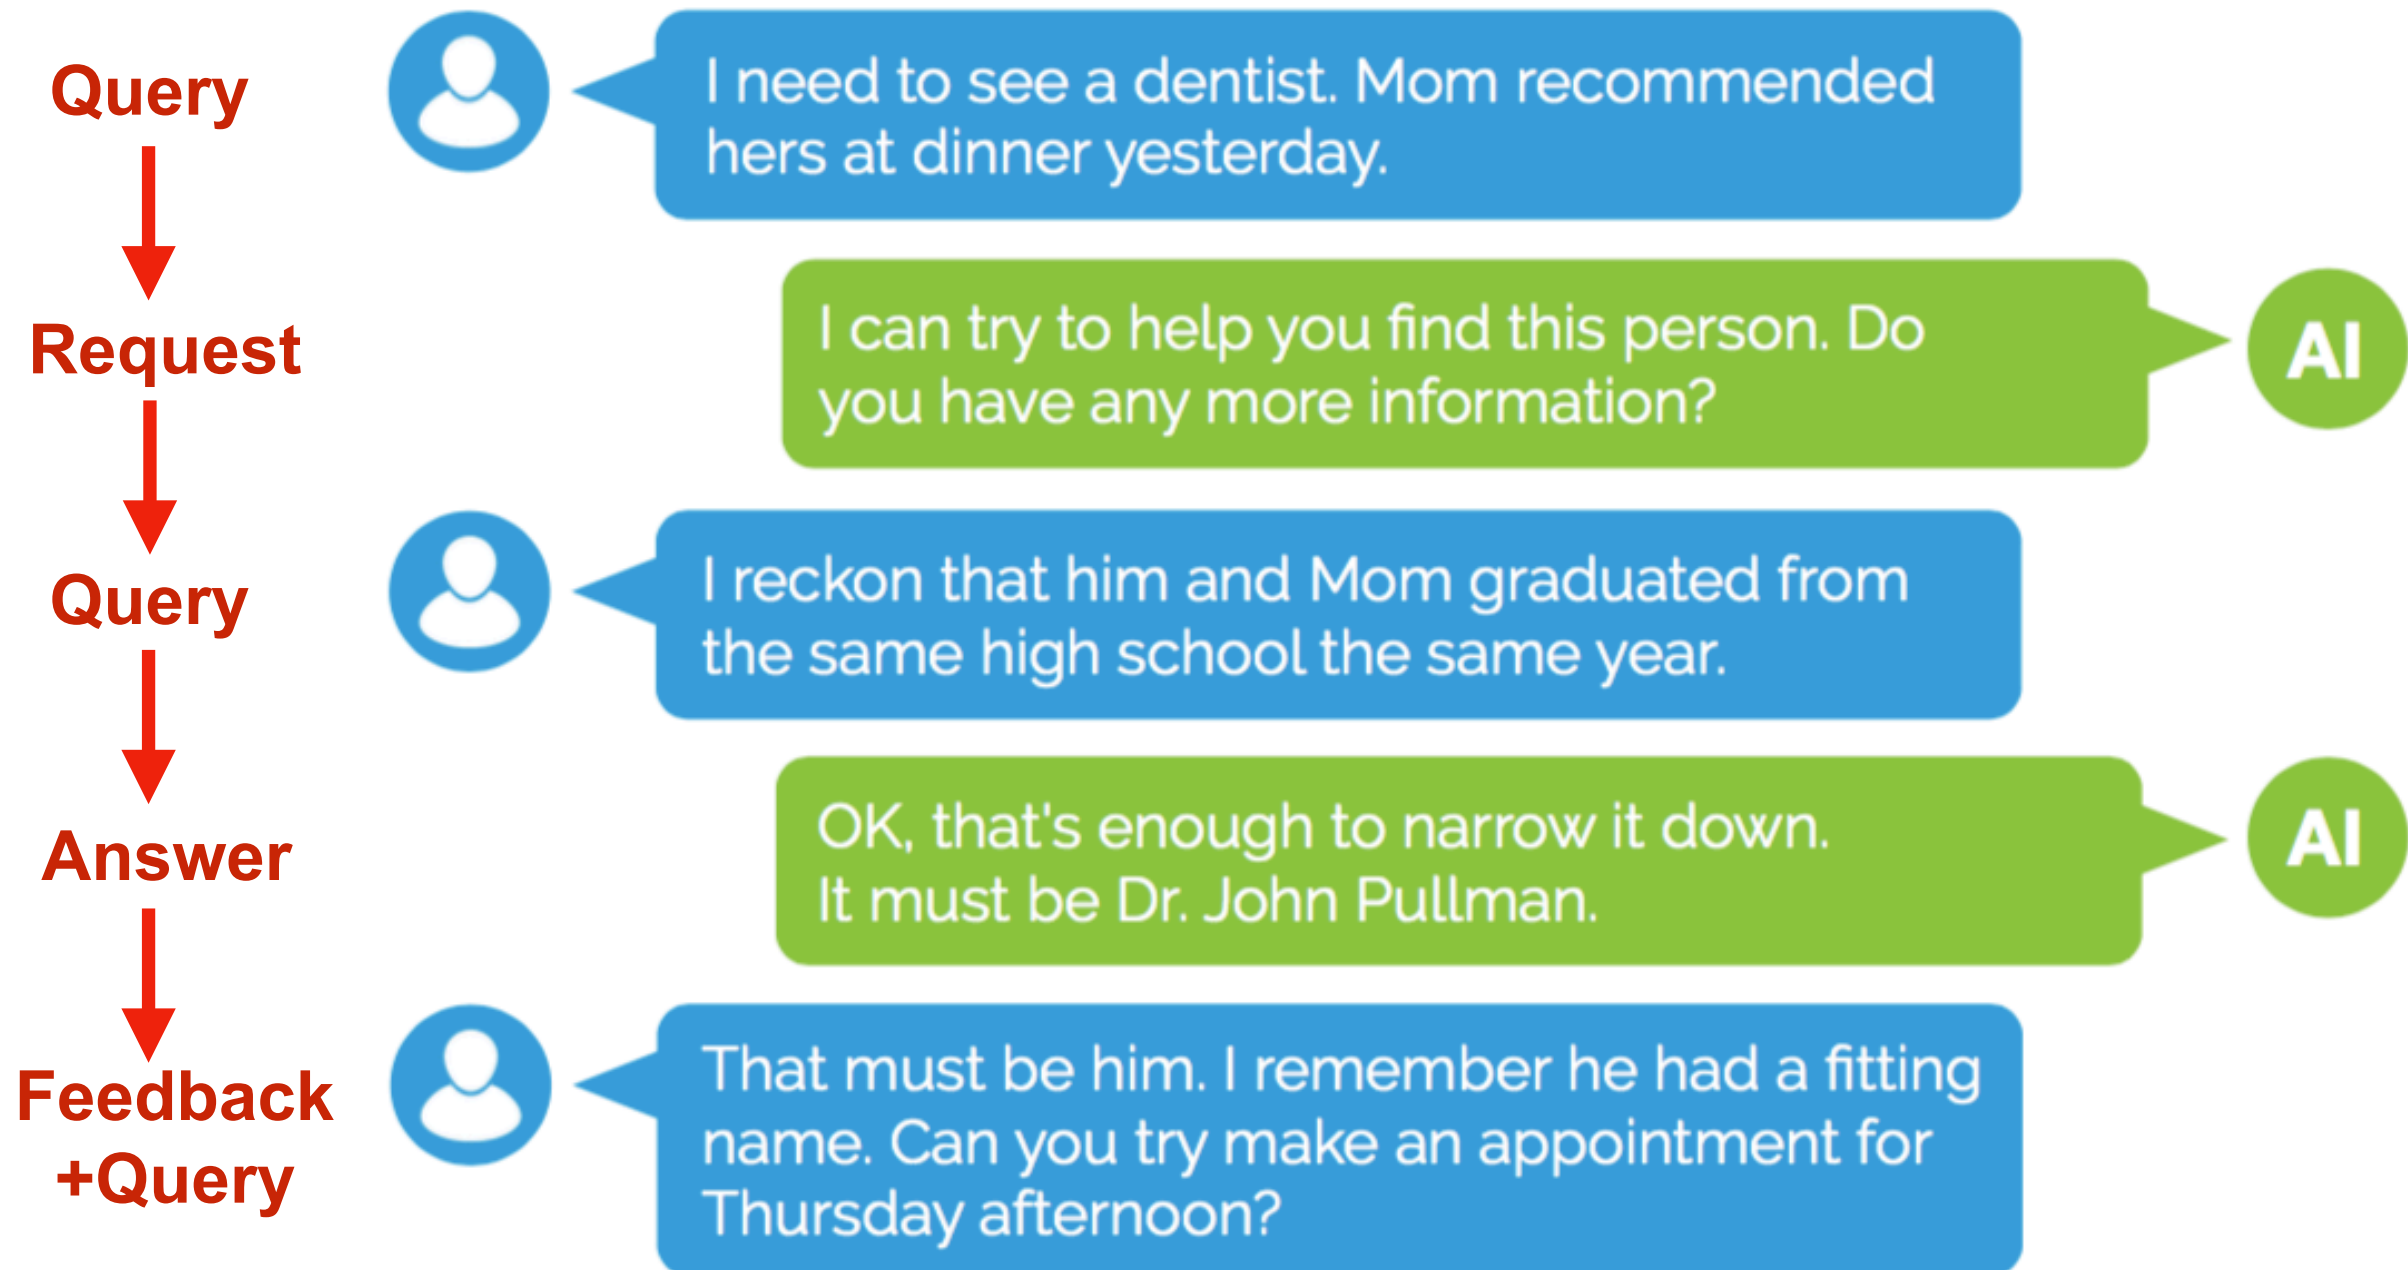 Query
I need to see a dentist. Mom recommended
hers at dinner yesterday.
Request
I can try to help you find this person. Do
you have any more information?
AI
Query
I reckon that him and Mom graduated from
the same high school the same year.
Answer
OK, that's enough to narrow it down.
It must be Dr. John Pullman.
AI
Feedback
+Query
That must be him. I remember he had a fitting
name. Can you try make an appointment for
Thursday afternoon?